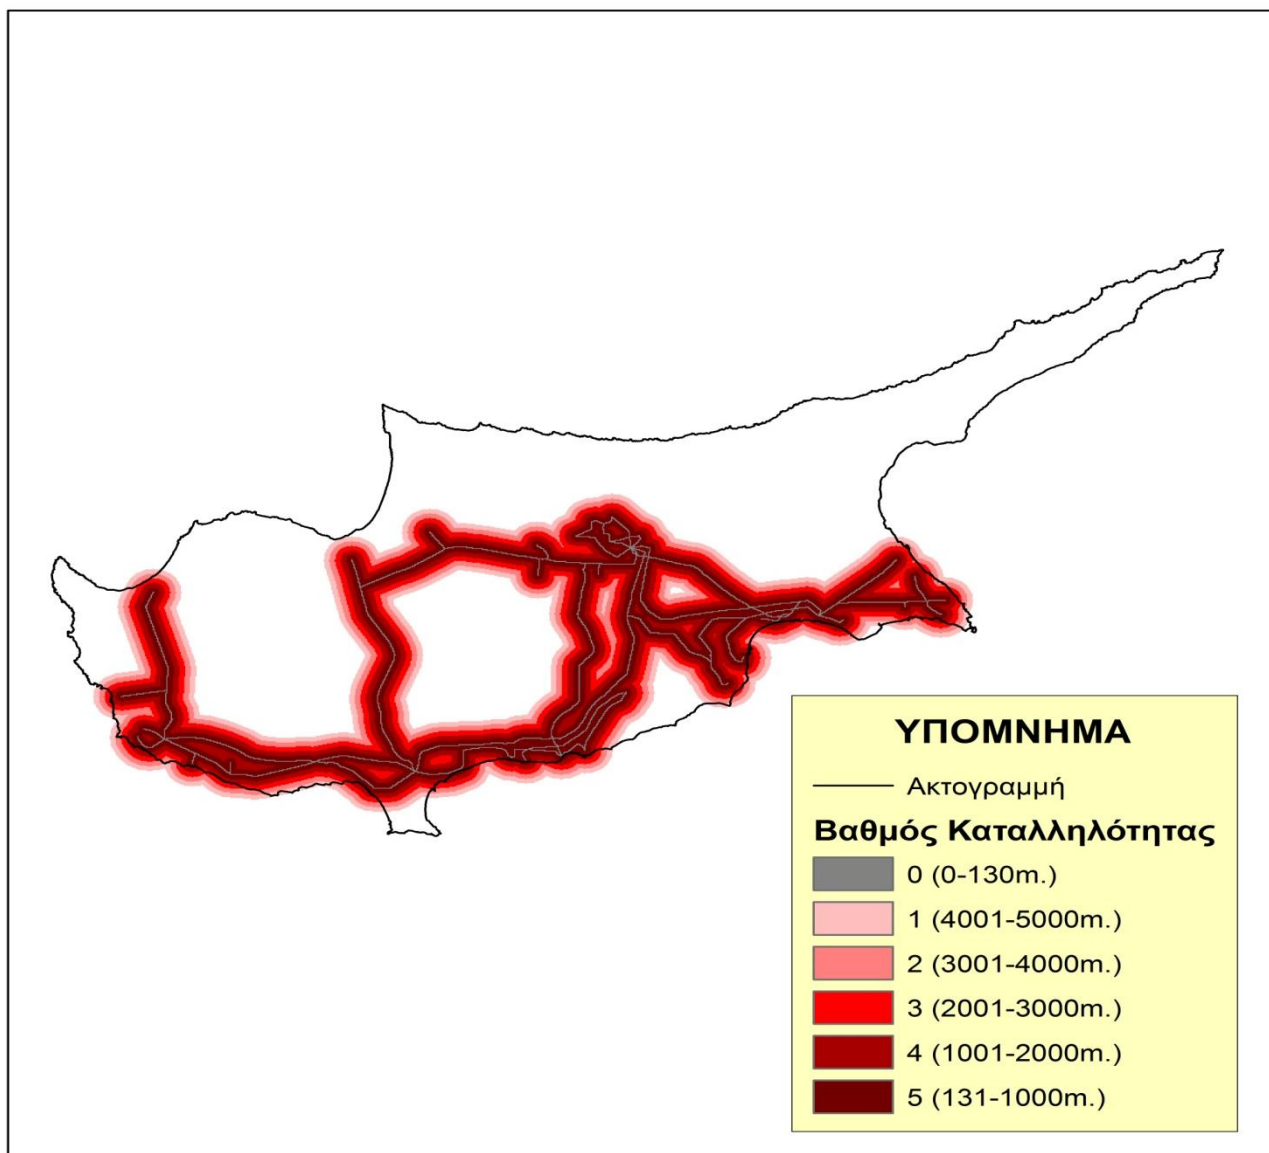 ΥΠΟΜΝΗΜΑ
Ακτογραμμή
Βαθμός Καταλληλότητας
0 (0-130m.)
1 (4001-5000m.)
2 (3001-4000m.)
3 (2001-3000m.)
4 (1001-2000m.)
5 (131-1000m.)